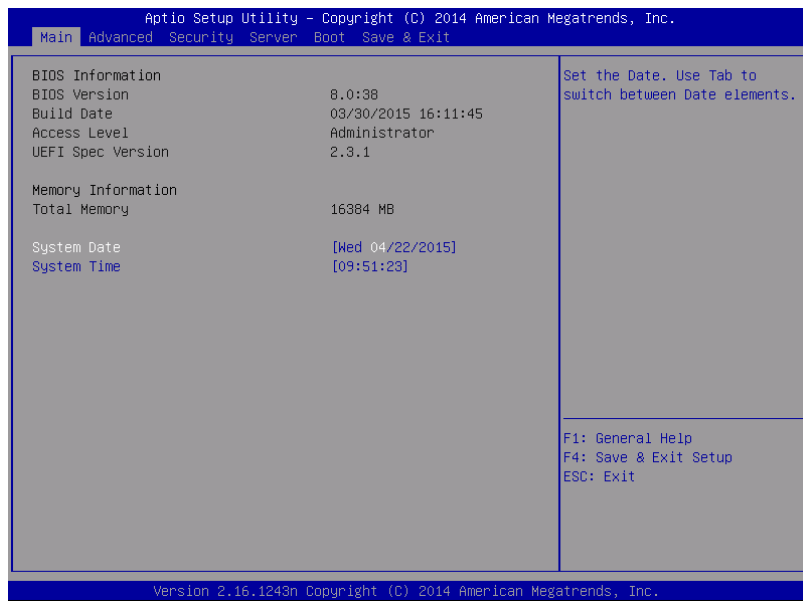 Aptio Setup Utility – Copyright (C) 2014 American Megatrends, Inc.
Main Advanced Security Server Boot Save & Exit
BIOS Information
BIOS Version 8.0:38
Build Date 03/30/2015 16:11:45
Access Level Administrator
UEFI Spec Version 2.3.1
Memory Information
Total Memory 16384 MB
System Date [Wed 04/22/2015]
System Time [09:51:23]
Set the Date. Use Tab to
switch between Date elements.
F1: General Help
F4: Save & Exit Setup
ESC: Exit
Version 2.16.1243n Copyright (C) 2014 American Megatrends, Inc.